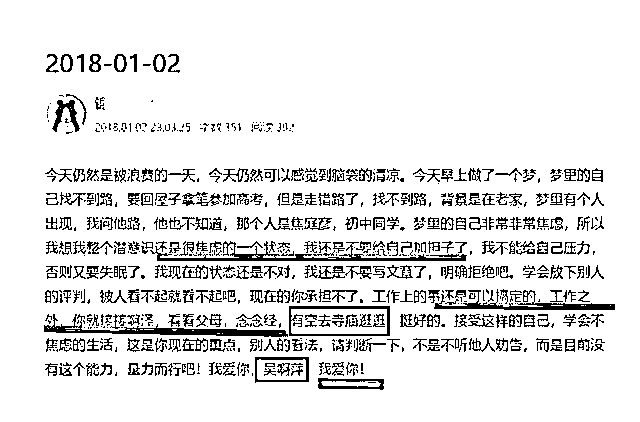 2018-01-02
2018.01.02 23:03:25 字数 351 阅读 392
今天仍然是被浪费的一天，今天仍然可以感觉到脑袋的清凉。今天早上做了一个梦，梦里的自
己找不到路，要回屋子拿笔参加高考，但是走错路了，找不到路，背景是在老家，梦里有个人
出现，我问他路，他也不知道，那个人是焦庭彦，初中同学。梦里的自己非常非常焦虑，所以
我想我整个潜意识还是很焦虑的一个状态，我还是不要给自己加担子了，我不能给自己压力，
否则又要失眠了。我现在的状态还是不对，我还是不要写文章了，明确拒绝吧。学会放下别人
的评判，被人看不起就看不起吧，现在的你承担不了。工作上的事还是可以搞定的，工作之
外，你就接接 看看父母，念念经，有空去寺庙逛逛 挺好的。接受这样的自己，学会不
焦虑的生活，这是你现在的重点，别人的看法，请判断一下，不是不听他人劝告，而是目前没
有这个能力，量力而行吧！我爱你，吴 萍 我爱你！